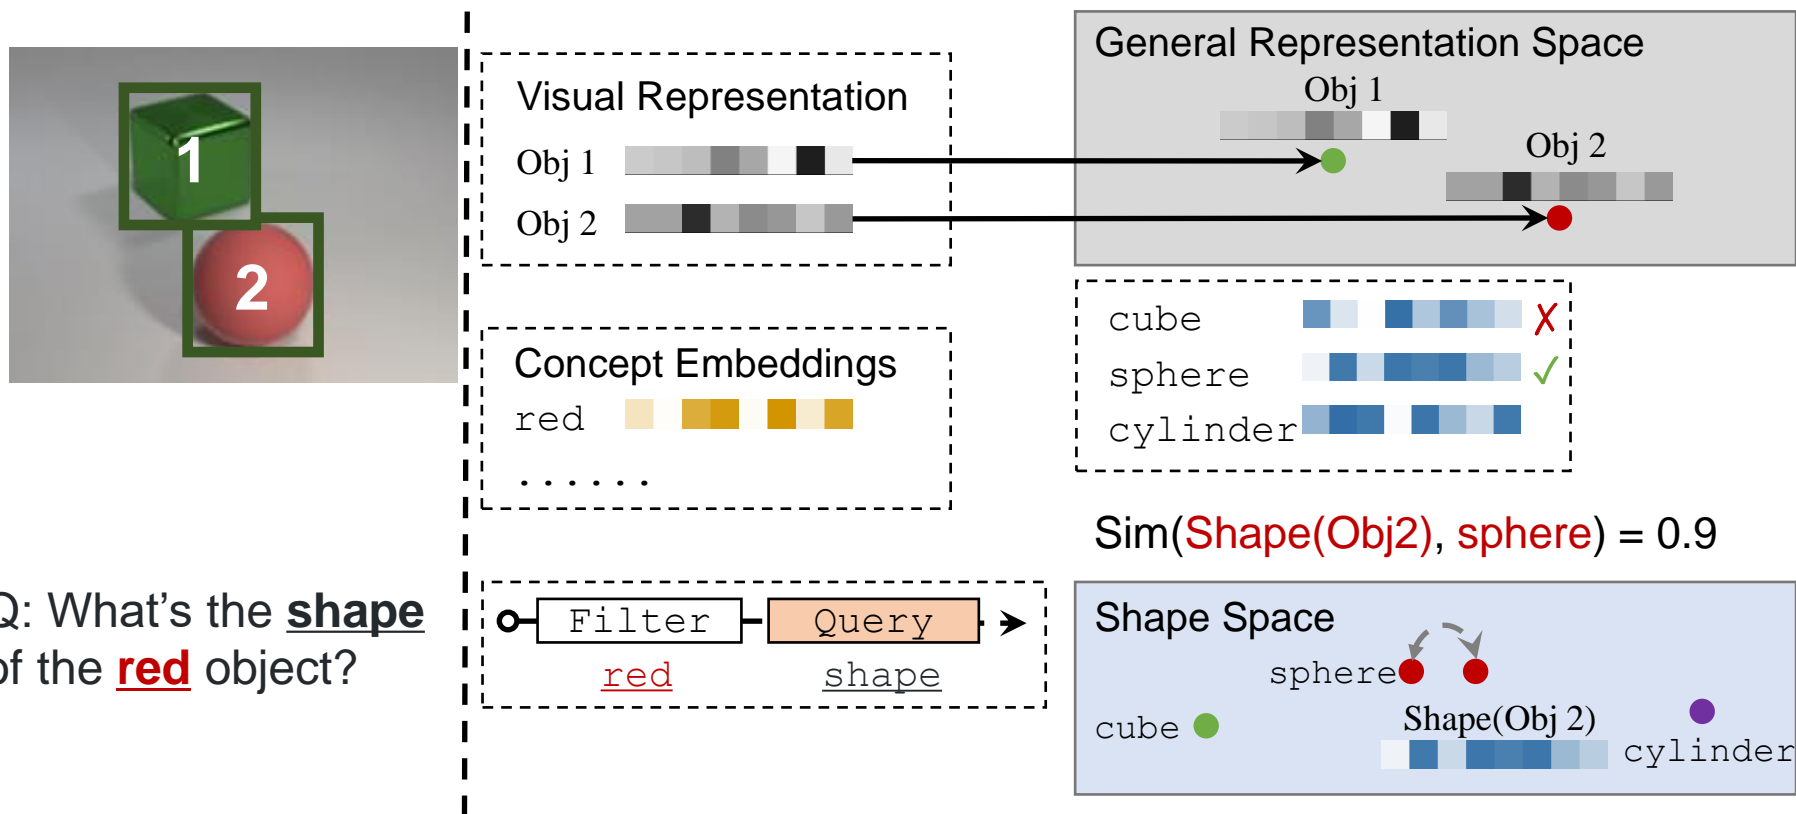 1
2
Q: What's the shape
of the red object?
Visual Representation
Obj 1
Obj 2
Concept Embeddings
red
......
Filter
Query
red
shape
General Representation Space
Obj 1
Obj 2
cube ✗
sphere ✓
cylinder
Sim(Shape(Obj2), sphere) = 0.9
Shape Space
sphere
Shape(Obj 2)
cube
cylinder